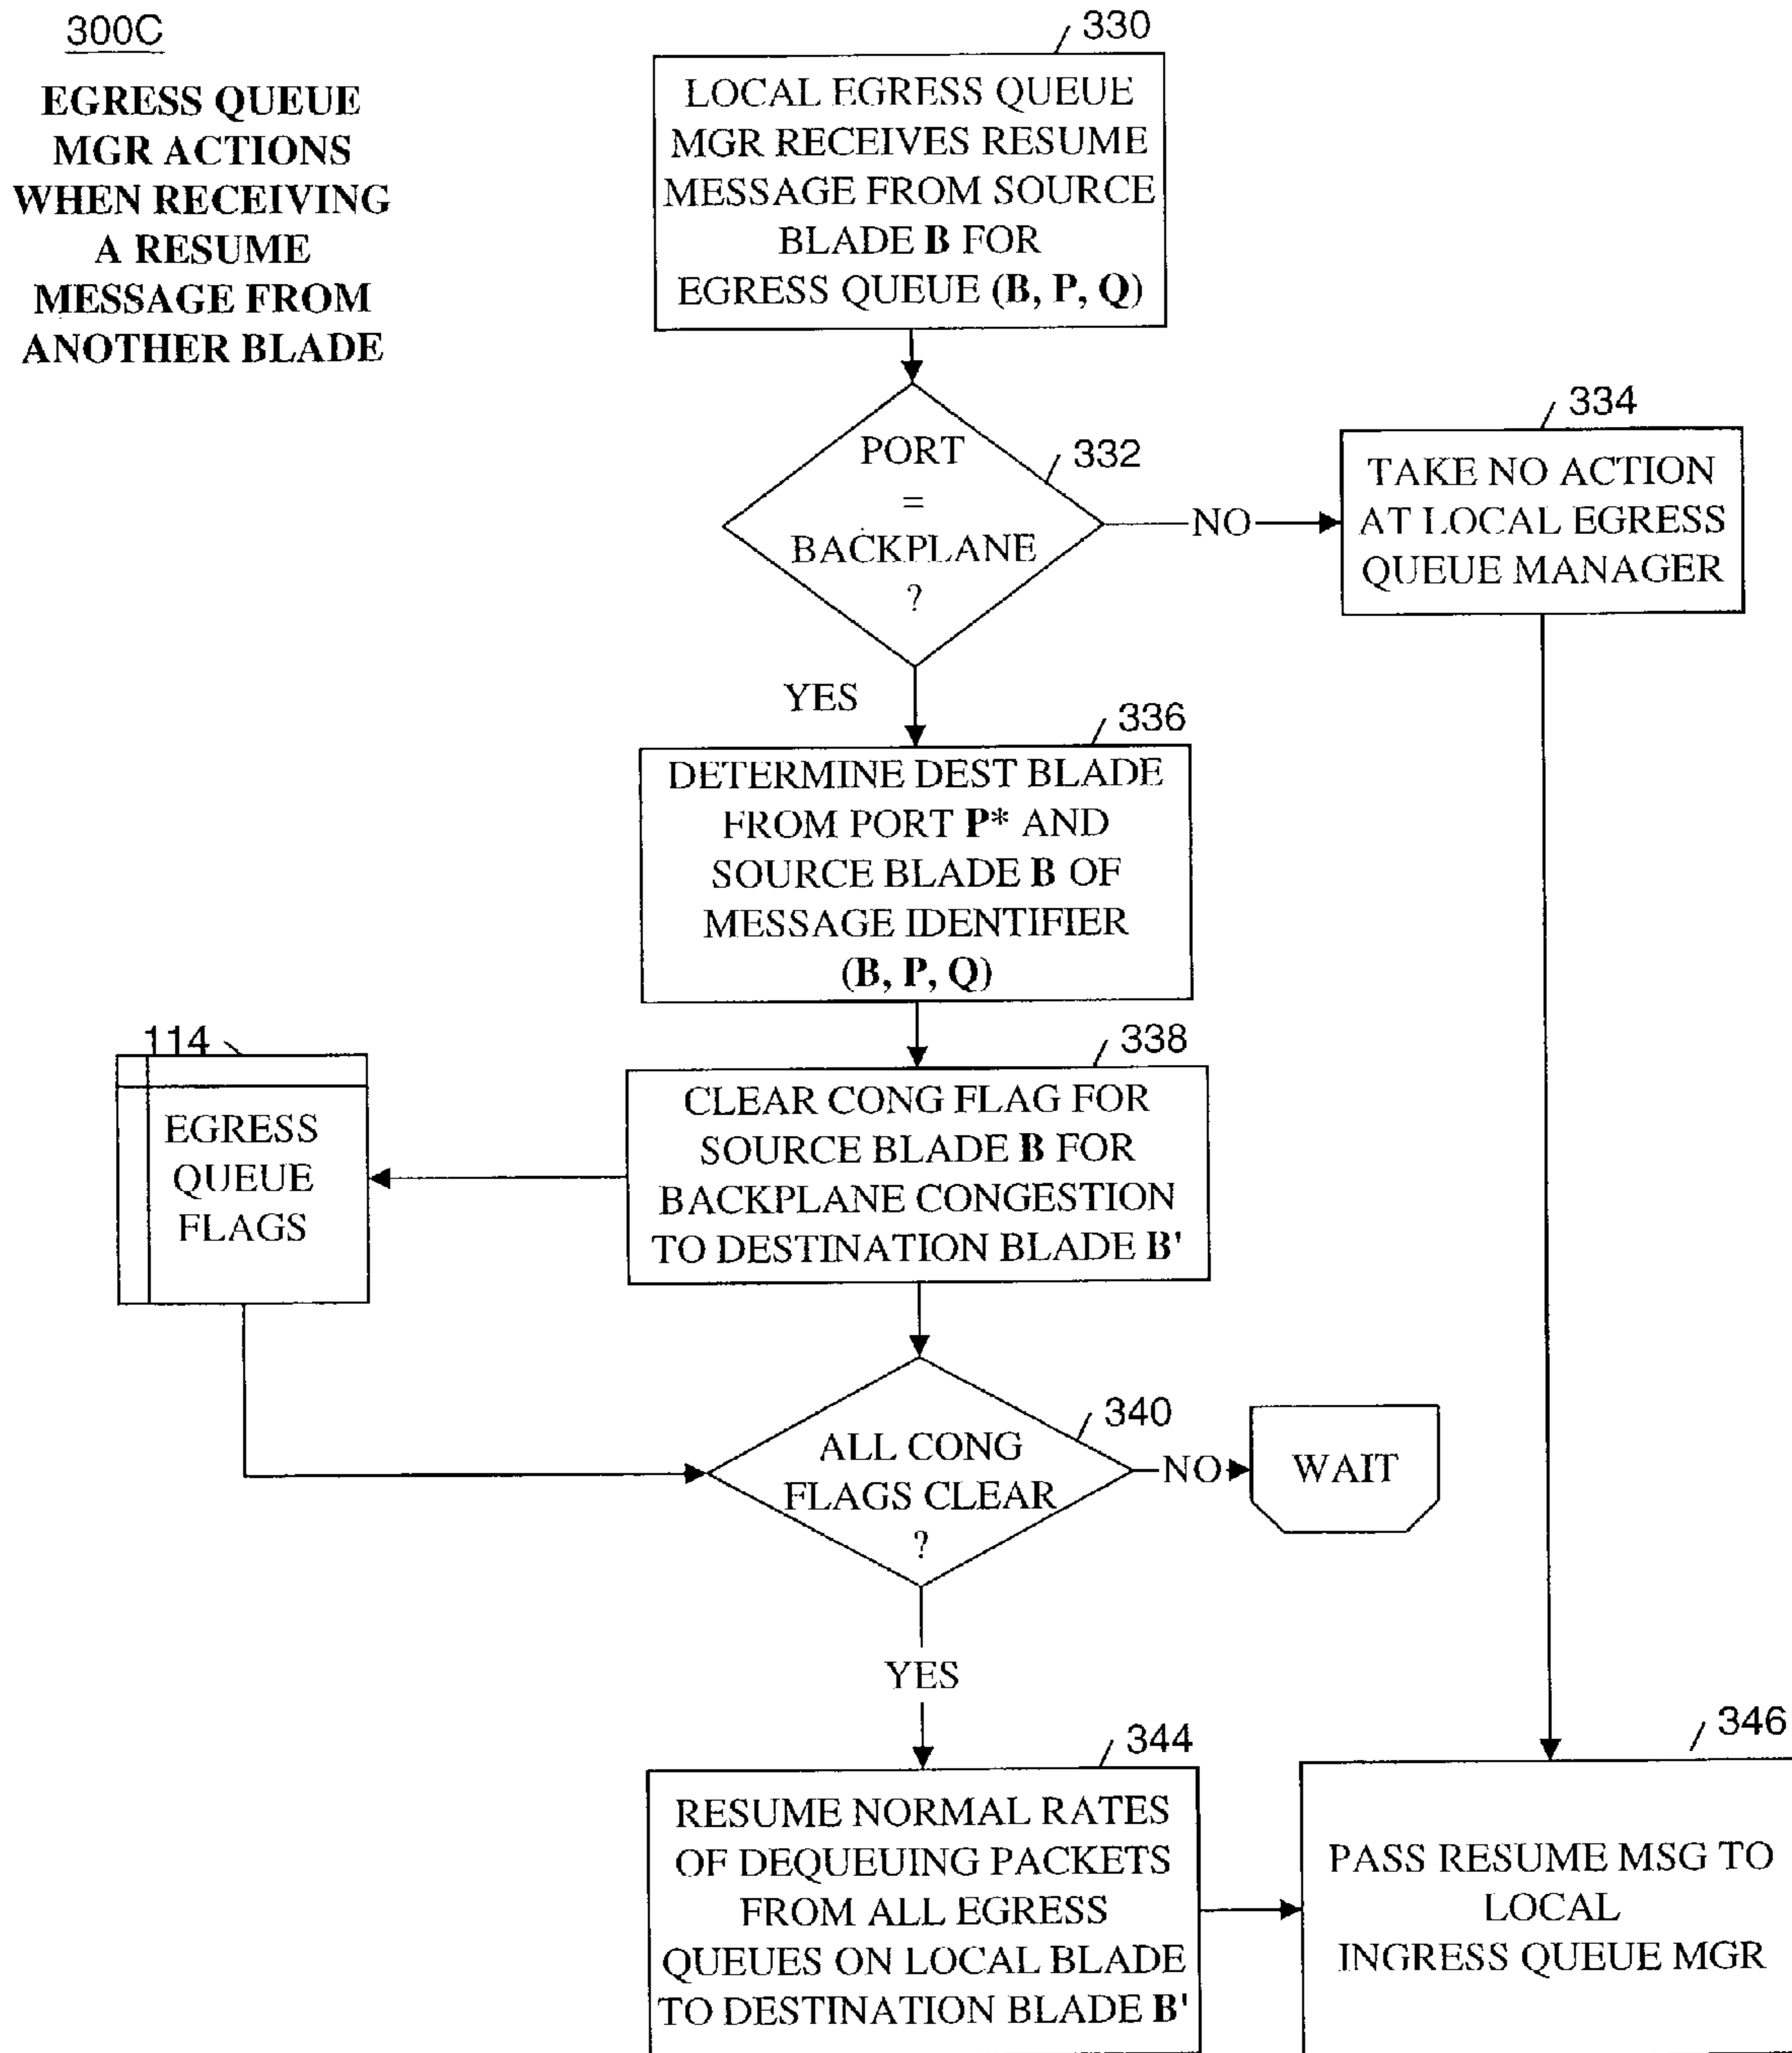 300C
EGRESS QUEUE
MGR ACTIONS
WHEN RECEIVING
A RESUME
MESSAGE FROM
ANOTHER BLADE
330
LOCAL EGRESS QUEUE
MGR RECEIVES RESUME
MESSAGE FROM SOURCE
BLADE B FOR
EGRESS QUEUE (B, P, Q)
332
PORT
=
BACKPLANE
?
NO
334
TAKE NO ACTION
AT LOCAL EGRESS
QUEUE MANAGER
YES
336
DETERMINE DEST BLADE
FROM PORT P* AND
SOURCE BLADE B OF
MESSAGE IDENTIFIER
(B, P, Q)
114
EGRESS
QUEUE
FLAGS
338
CLEAR CONG FLAG FOR
SOURCE BLADE B FOR
BACKPLANE CONGESTION
TO DESTINATION BLADE B'
340
ALL CONG
FLAGS CLEAR
?
NO
WAIT
YES
344
RESUME NORMAL RATES
OF DEQUEUING PACKETS
FROM ALL EGRESS
QUEUES ON LOCAL BLADE
TO DESTINATION BLADE B'
346
PASS RESUME MSG TO
LOCAL
INGRESS QUEUE MGR